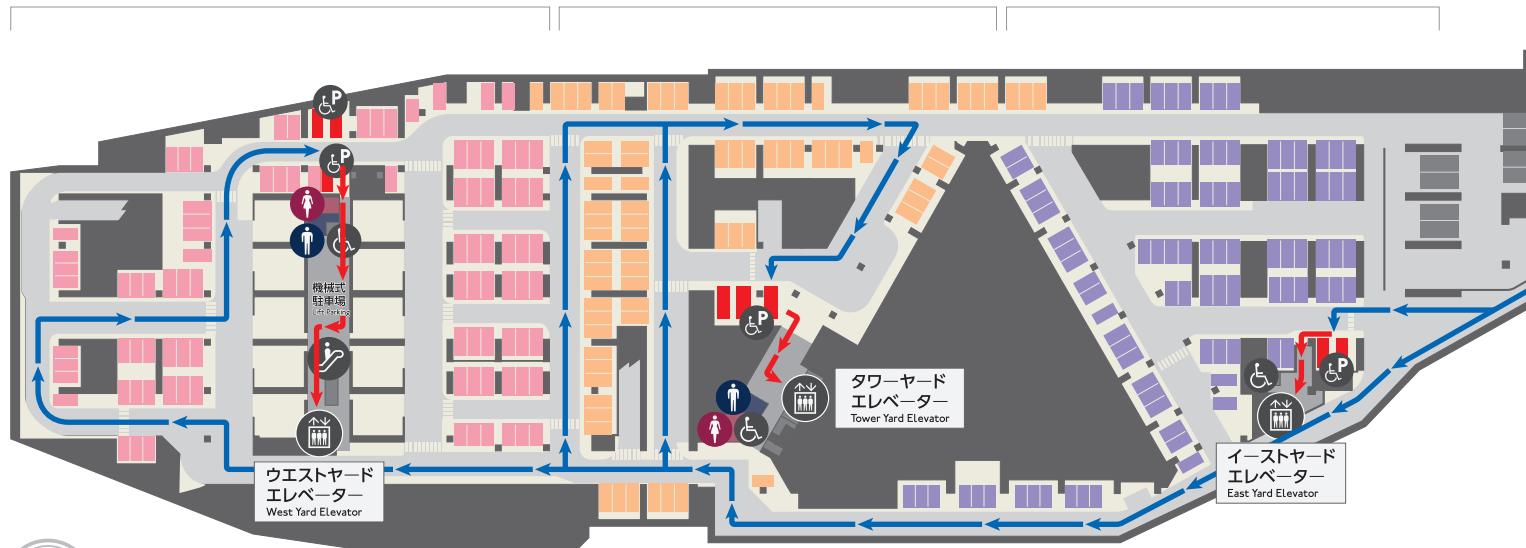 P
P
機械式
駐車場
Lift Parking
P
P
タワーヤード
エレベーター
Tower Yard Elevator
ウエストヤード
エレベーター
West Yard Elevator
イーストヤード
エレベーター
East Yard Elevator